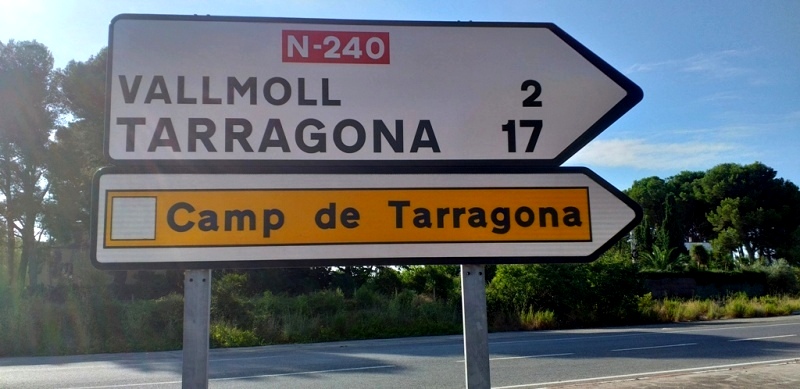 N-240
VALLMOLL 2
TARRAGONA 17
Camp de Tarragona